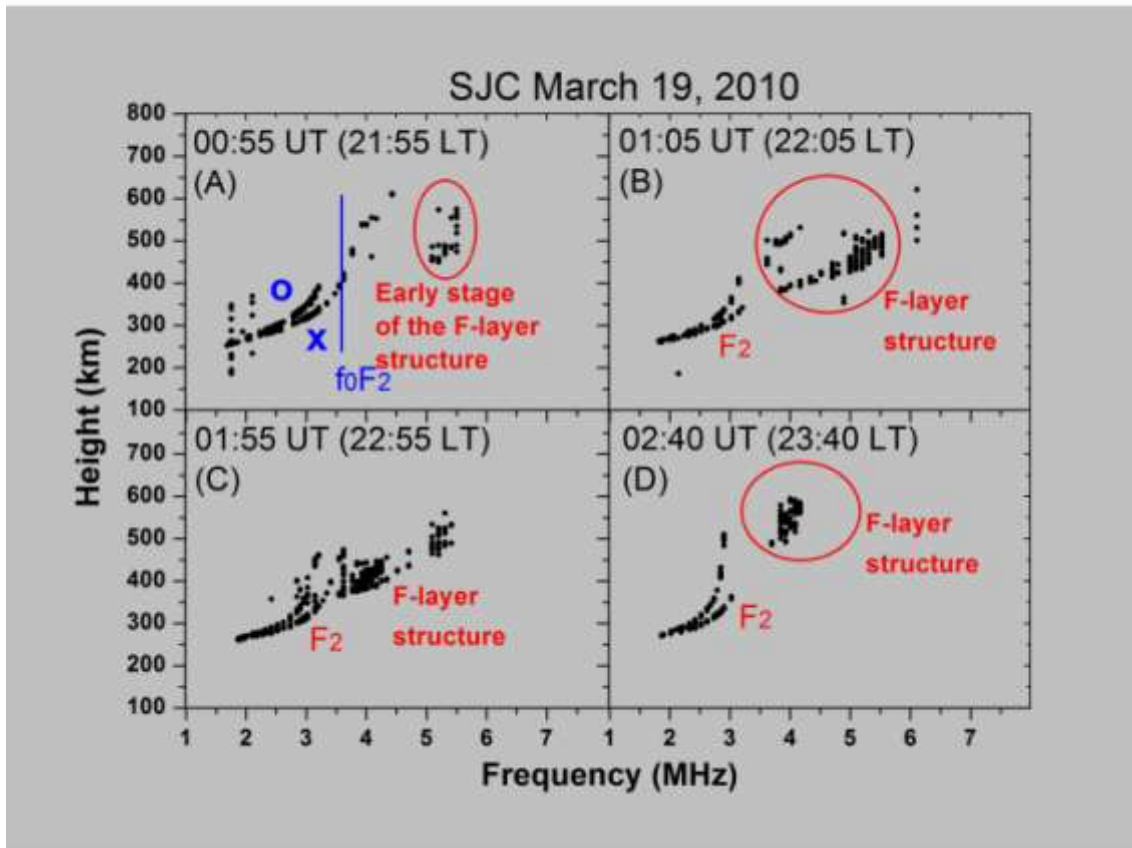 SJC March 19, 2010
Height (km)
800
700
600
500
400
300
200
100
700
600
500
400
300
200
100
00:55 UT (21:55 LT)
(A)
O
X
f0F2
Early stage
of the F-layer
structure
01:05 UT (22:05 LT)
(B)
F2
F-layer
structure
01:55 UT (22:55 LT)
(C)
F2
F-layer
structure
02:40 UT (23:40 LT)
(D)
F2
F-layer
structure
1 2 3 4 5 6 7 1 2 3 4 5 6 7
Frequency (MHz)